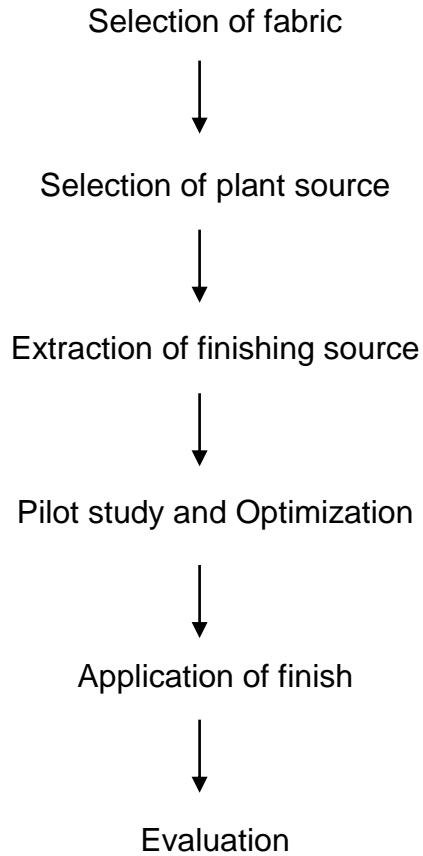 Selection of fabric
Selection of plant source
Extraction of finishing source
Pilot study and Optimization
Application of finish
Evaluation